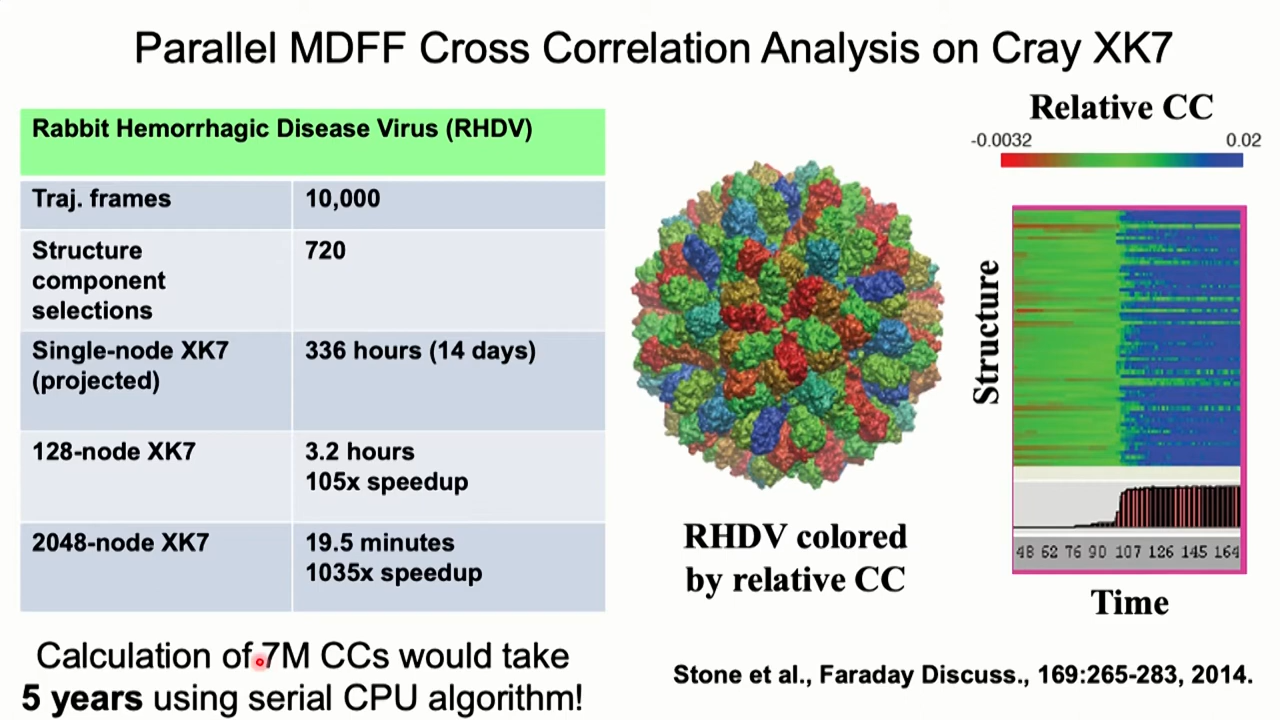 Parallel MDFF Cross Correlation Analysis on Cray XK7
Rabbit Hemorrhagic Disease Virus (RHDV)
Traj. frames
10,000
Structure
component
selections
720
Single-node XK7
(projected)
336 hours (14 days)
128-node XK7
3.2 hours
105x speedup
2048-node XK7
19.5 minutes
1035x speedup
Calculation of 7M CCs would take
5 years using serial CPU algorithm!
RHDV colored
by relative CC
Relative CC
-0.0032
0.02
Structure
48 62 76 90 107 126 145 164
Time
Stone et al., Faraday Discuss., 169:265-283, 2014.